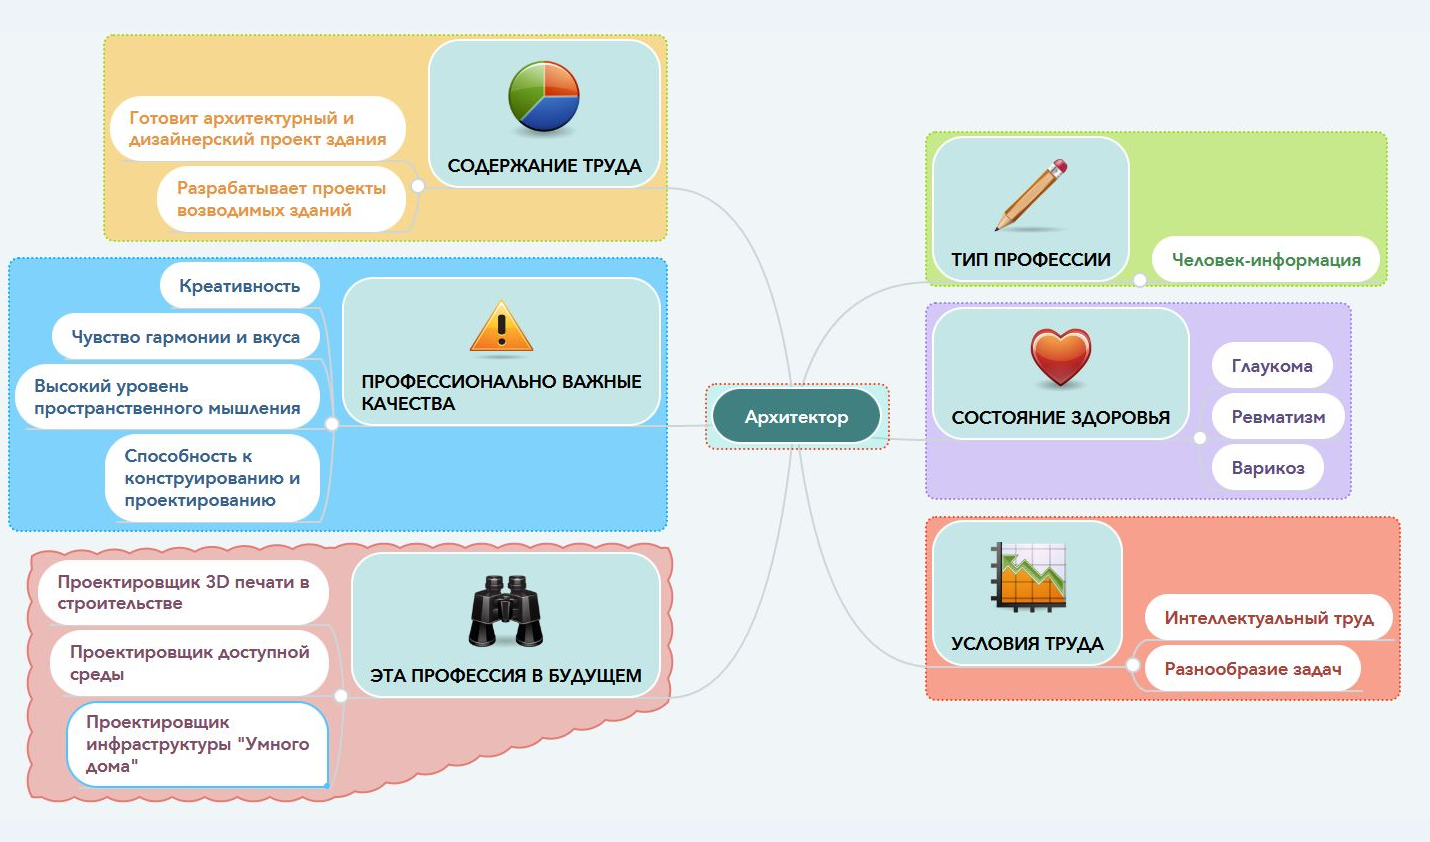 Архитектор
СОДЕРЖАНИЕ ТРУДА
Готовит архитектурный и
дизайнерский проект здания
Разрабатывает проекты
возводимых зданий
ПРОФЕССИОНАЛЬНО ВАЖНЫЕ
КАЧЕСТВА
Креативность
Чувство гармонии и вкуса
Высокий уровень
пространственного мышления
Способность к
конструированию и
проектированию
ЭТА ПРОФЕССИЯ В БУДУЩЕМ
Проектировщик 3D печати в
строительстве
Проектировщик доступной
среды
Проектировщик
инфраструктуры "Умного
дома"
ТИП ПРОФЕССИИ
Человек-информация
СОСТОЯНИЕ ЗДОРОВЬЯ
Глаукома
Ревматизм
Варикоз
УСЛОВИЯ ТРУДА
Интеллектуальный труд
Разнообразие задач